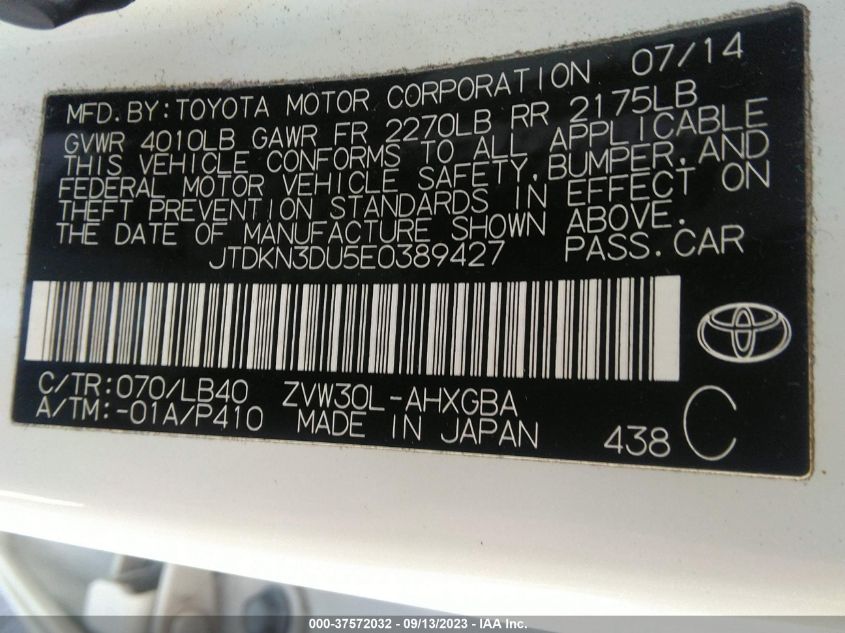 MFD. BY: TOYOTA MOTOR CORPORATION 07/14
GVWR 4010LB GAWR FR 2270LB RR 2175LB
THIS VEHICLE CONFORMS TO ALL APPLICABLE
FEDERAL MOTOR VEHICLE SAFETY, BUMPER, AND
THEFT PREVENTION STANDARDS IN EFFECT ON
THE DATE OF MANUFACTURE SHOWN ABOVE.
JTDKN3DU5E0389427 PASS. CAR
C/TR: 070/LB40 ZVW30L-AHXGBA
A/TM: -01A/P410 MADE IN JAPAN 438 C
000-37572032 - 09/13/2023 - IAA Inc.